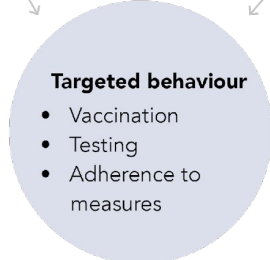 Targeted behaviour
• Vaccination
• Testing
• Adherence to
measures